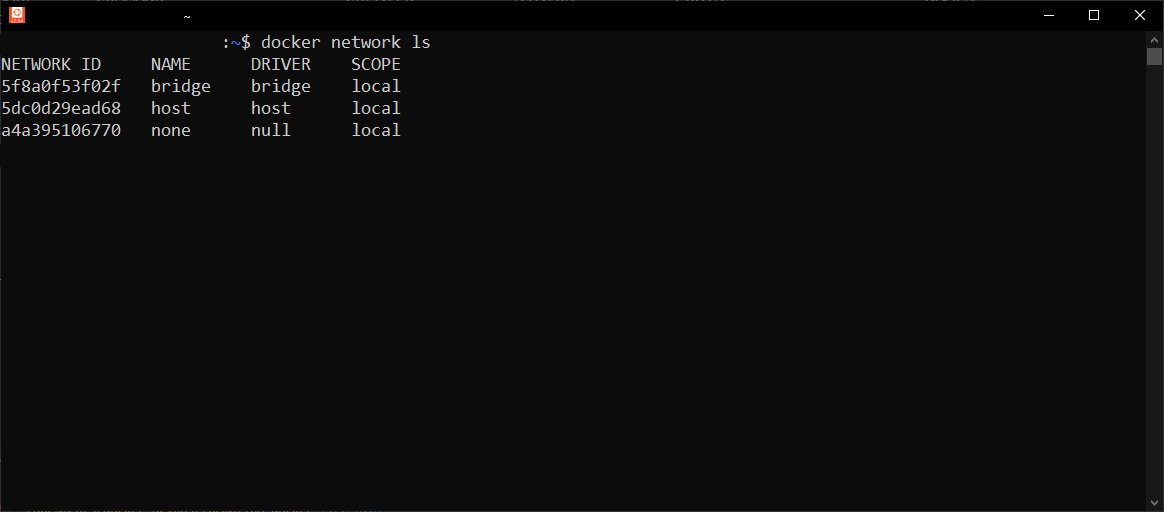 ~
:~$ docker network ls
NETWORK ID     NAME      DRIVER    SCOPE
5f8a0f53f02f   bridge    bridge    local
5dc0d29ead68   host      host      local
a4a395106770   none      null      local